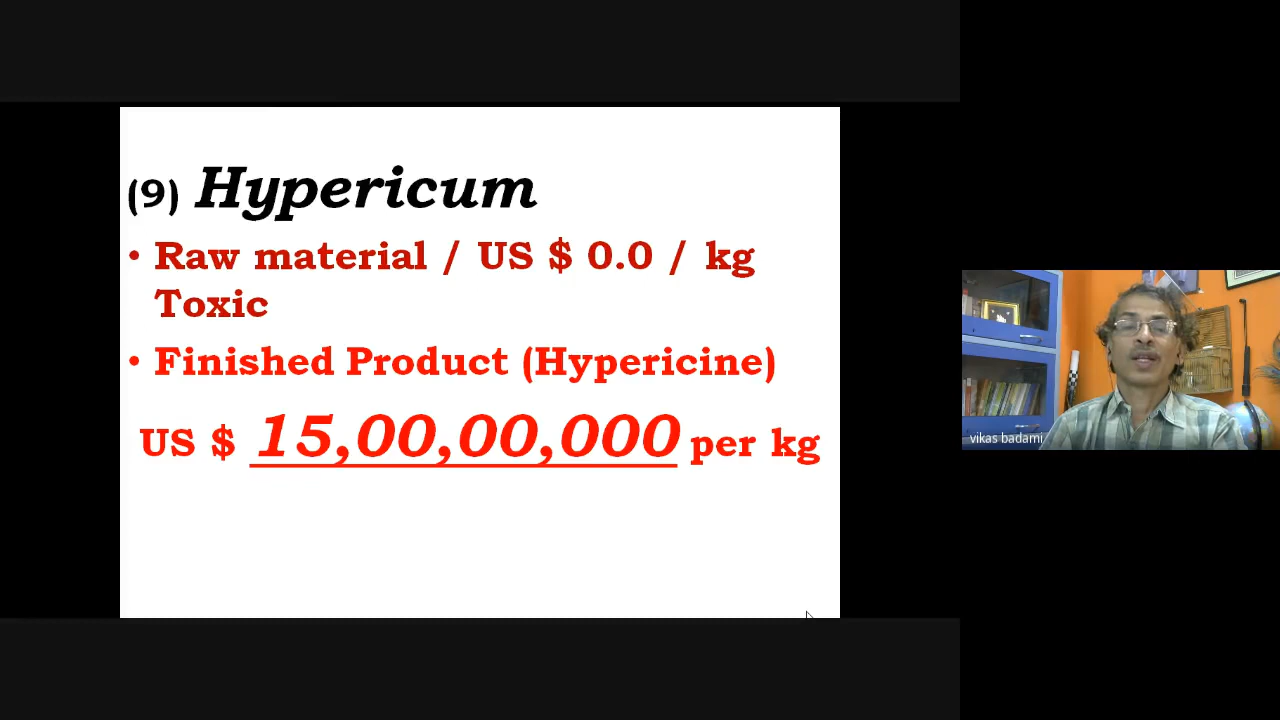 (9) Hypericum
• Raw material / US $ 0.0 / kg
Toxic
• Finished Product (Hypericine)
US $ 15,00,00,000 per kg
vikas badami